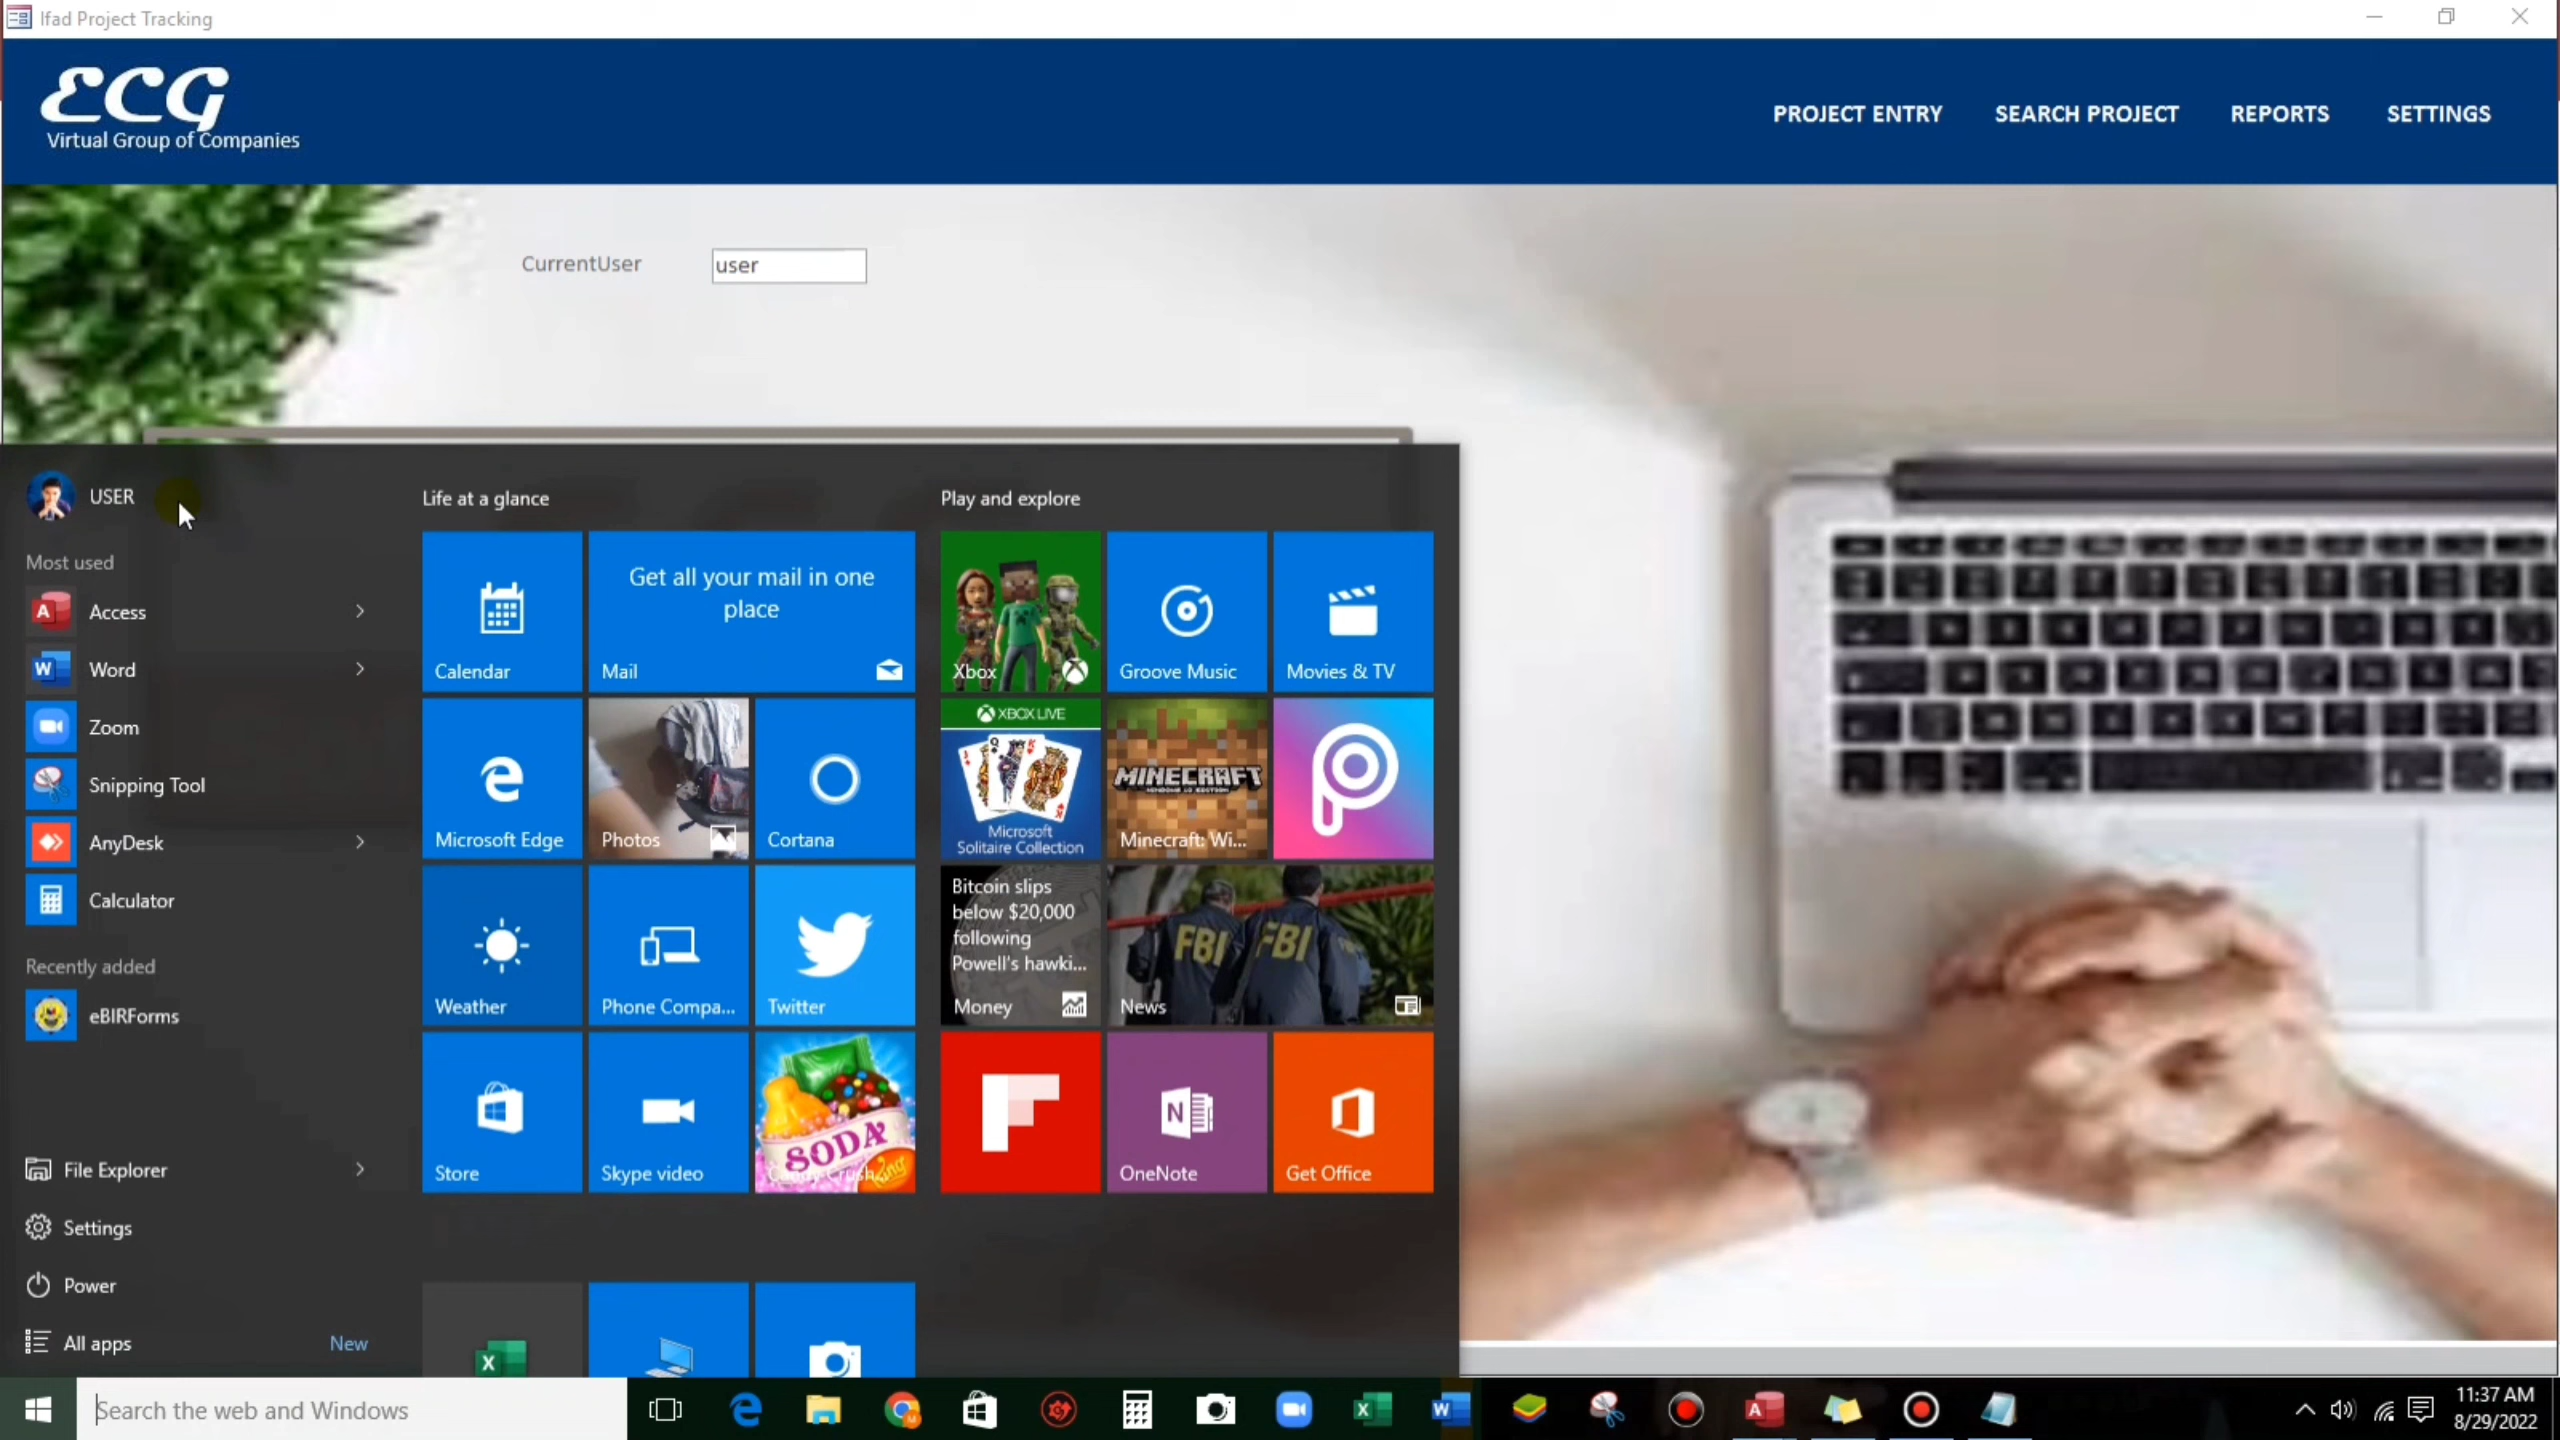 Ifad Project Tracking
ECG
Virtual Group of Companies
PROJECT ENTRY
SEARCH PROJECT
REPORTS
SETTINGS
CurrentUser
user
USER
Most used
Access
Word
Zoom
Snipping Tool
AnyDesk
Calculator
Recently added
eBIRForms
File Explorer
Settings
Power
All apps
New
Life at a glance
Calendar
Get all your mail in one
place
Mail
Microsoft Edge
Photos
Cortana
Weather
Phone Compa...
Twitter
Store
Skype video
SODA
Candy Crush...
Play and explore
Xbox
Groove Music
Movies & TV
XBOX LIVE
Microsoft
Solitaire Collection
MINECRAFT
WINDOWS 10 EDITION
Minecraft: Wi...
Bitcoin slips
below $20,000
following
Powell's hawki...
Money
FBI
FBI
News
OneNote
Get Office
Search the web and Windows
11:37 AM
8/29/2022